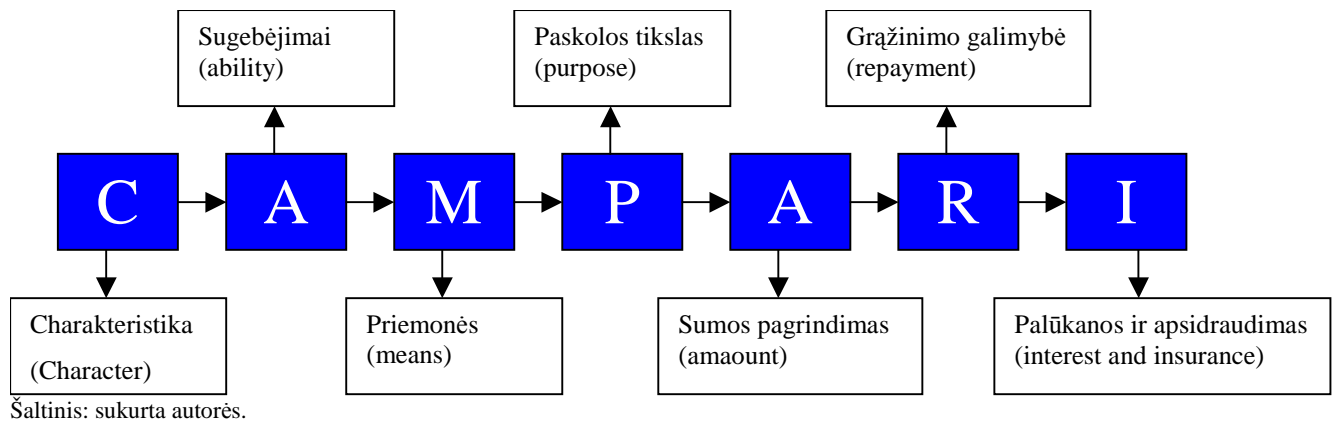 Sugebėjimai
(ability)
Paskolos tikslas
(purpose)
Grąžinimo galimybė
(repayment)
C
A
M
P
A
R
I
Charakteristika
(Character)
Priemonės
(means)
Sumos pagrindimas
(amaount)
Palūkanos ir apsidraudimas
(interest and insurance)
Šaltinis: sukurta autorės.